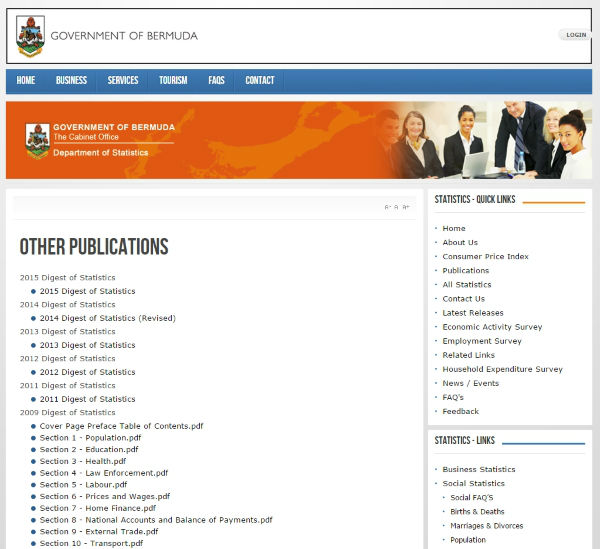 GOVERNMENT OF BERMUDA
LOGIN
HOME BUSINESS SERVICES TOURISM FAQS CONTACT
GOVERNMENT OF BERMUDA
The Cabinet Office
Department of Statistics
A- A A+
OTHER PUBLICATIONS
2015 Digest of Statistics
2015 Digest of Statistics
2014 Digest of Statistics
2014 Digest of Statistics (Revised)
2013 Digest of Statistics
2013 Digest of Statistics
2012 Digest of Statistics
2012 Digest of Statistics
2011 Digest of Statistics
2011 Digest of Statistics
2009 Digest of Statistics
Cover Page Preface Table of Contents.pdf
Section 1 - Population.pdf
Section 2 - Education.pdf
Section 3 - Health.pdf
Section 4 - Law Enforcement.pdf
Section 5 - Labour.pdf
Section 6 - Prices and Wages.pdf
Section 7 - Home Finance.pdf
Section 8 - National Accounts and Balance of Payments.pdf
Section 9 - External Trade.pdf
Section 10 - Transport.pdf
STATISTICS - QUICK LINKS
Home
About Us
Consumer Price Index
Publications
All Statistics
Contact Us
Latest Releases
Economic Activity Survey
Employment Survey
Related Links
Household Expenditure Survey
News / Events
FAQ's
Feedback
STATISTICS - LINKS
Business Statistics
Social Statistics
Social FAQ'S
Births & Deaths
Marriages & Divorces
Population